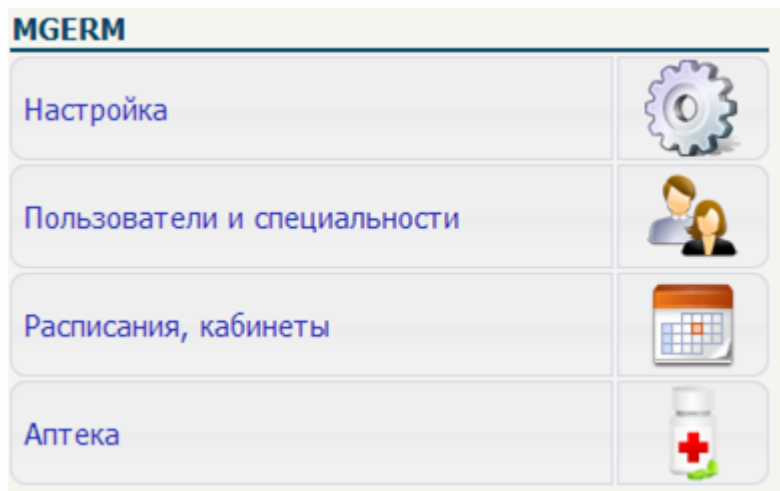 MGERM
Настройка
Пользователи и специальности
Расписания, кабинеты
Аптека